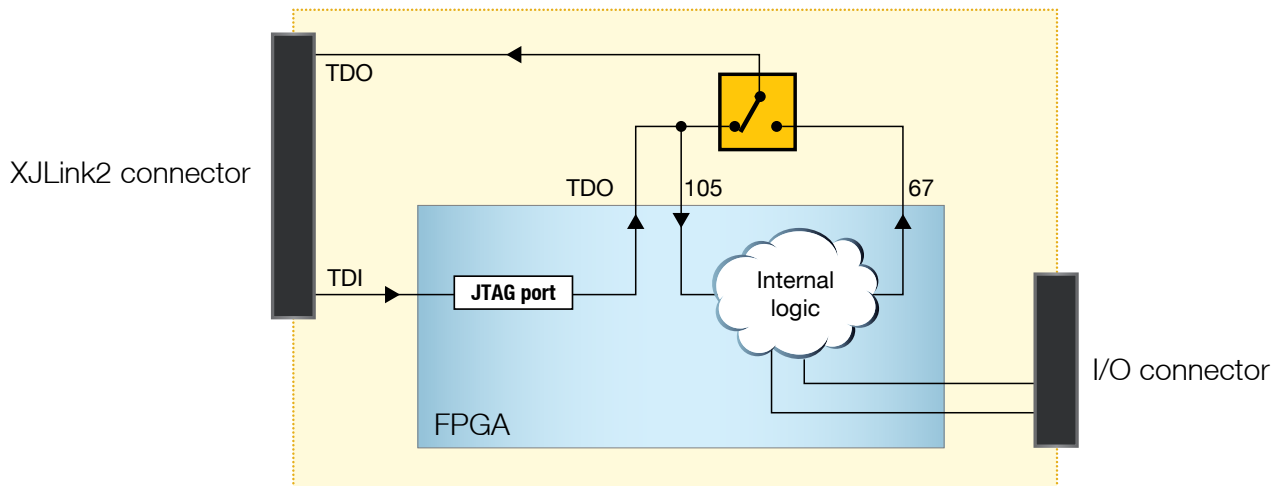 TDO
XJLink2 connector
TDO
105
67
TDI
JTAG port
Internal
logic
I/O connector
FPGA